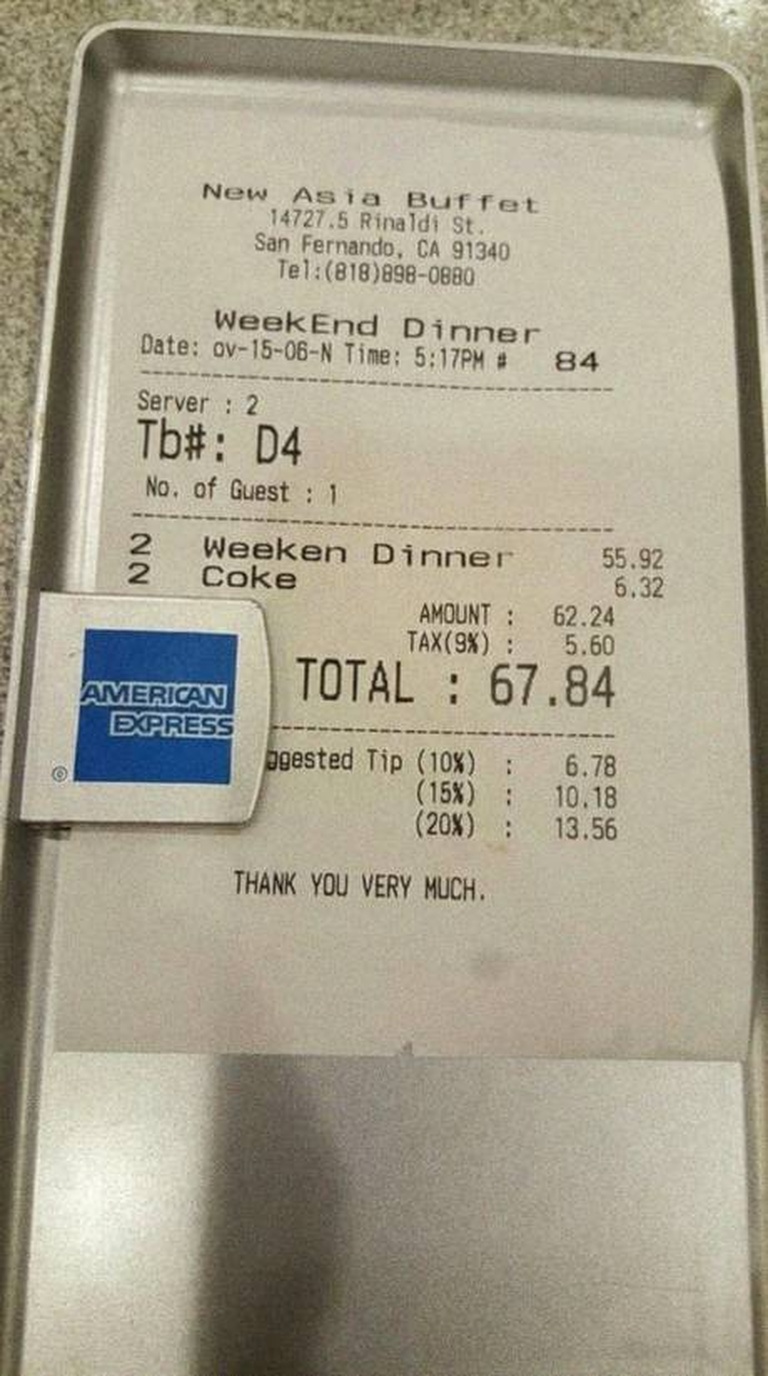 New Asia Buffet
14727.5 Rinaldi St.
San Fernando, CA 91340
Tel:(818)898-0880
WeekEnd Dinner
Date: ov-15-06-N Time: 5:17PM # 84
Server : 2
Tb#: D4
No. of Guest : 1
2 Weeken Dinner 55.92
2 Coke 6.32
AMOUNT : 62.24
TAX(9%) : 5.60
TOTAL : 67.84
AMERICAN
EXPRESS
®
ggested Tip (10%) : 6.78
(15%) : 10.18
(20%) : 13.56
THANK YOU VERY MUCH.